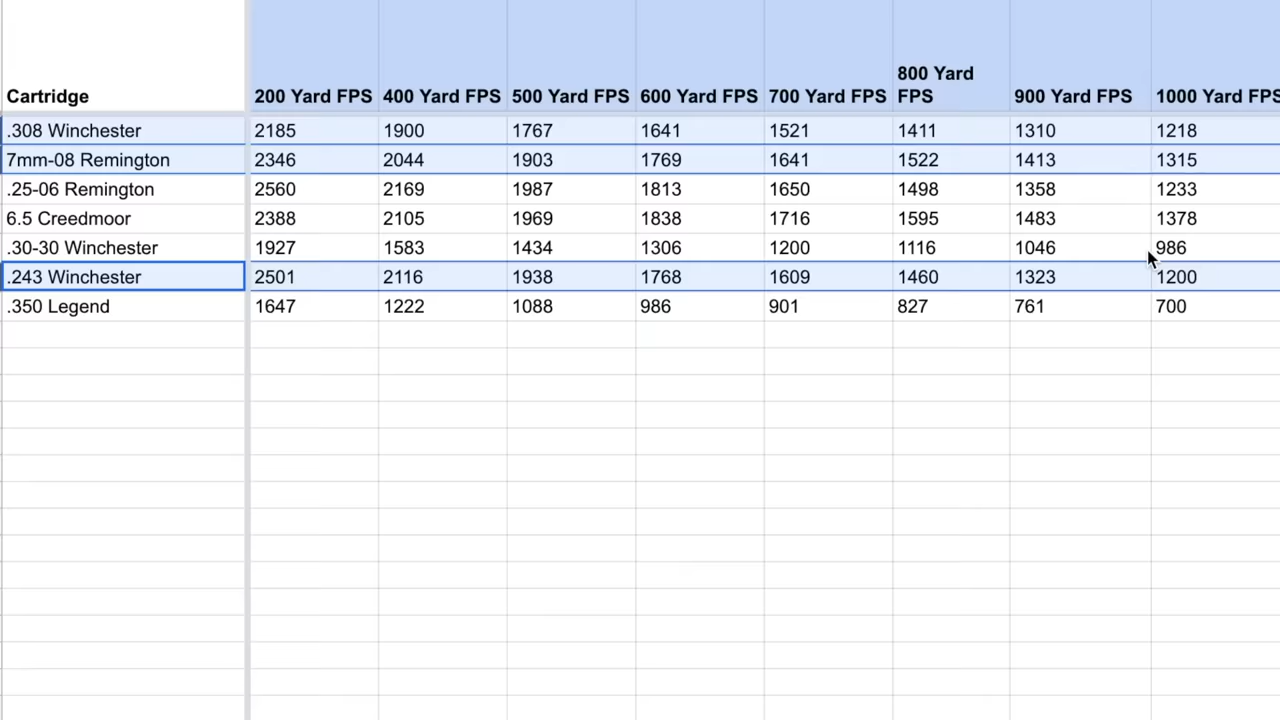 Cartridge 200 Yard FPS 400 Yard FPS 500 Yard FPS 600 Yard FPS 700 Yard FPS 800 Yard FPS 900 Yard FPS 1000 Yard FPS
.308 Winchester 2185 1900 1767 1641 1521 1411 1310 1218
7mm-08 Remington 2346 2044 1903 1769 1641 1522 1413 1315
.25-06 Remington 2560 2169 1987 1813 1650 1498 1358 1233
6.5 Creedmoor 2388 2105 1969 1838 1716 1595 1483 1378
.30-30 Winchester 1927 1583 1434 1306 1200 1116 1046 986
.243 Winchester 2501 2116 1938 1768 1609 1460 1323 1200
.350 Legend 1647 1222 1088 986 901 827 761 700